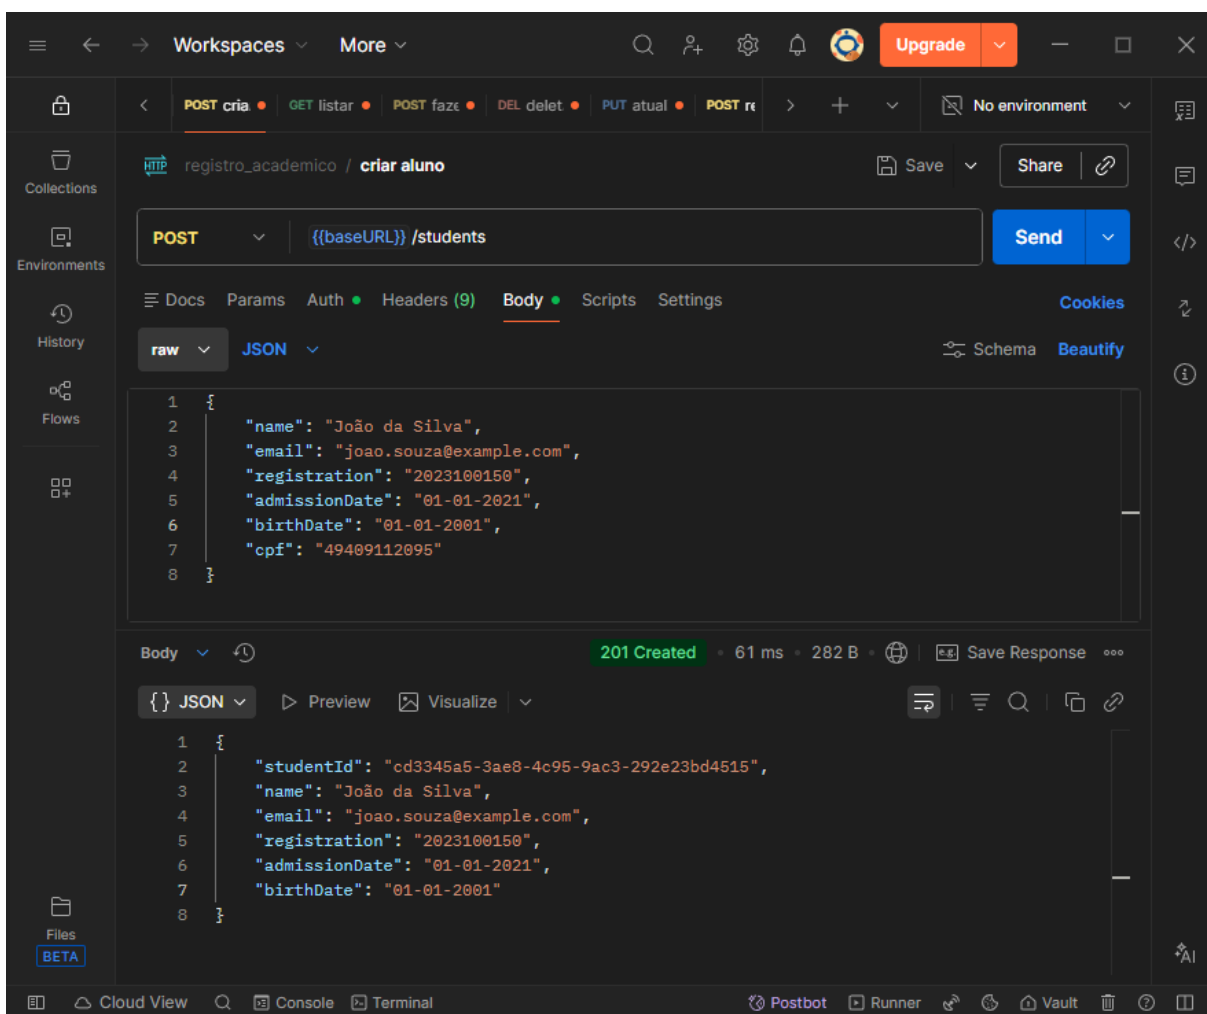 Workspaces More Upgrade
POST cria GET listar POST faze DEL delet PUT atual POST re No environment
HTTP registro_academico / criar aluno Save Share
Collections
POST {{baseURL}} /students Send
Environments
Docs Params Auth Headers (9) Body Scripts Settings Cookies
History
raw JSON Schema Beautify
Flows
1 {
2 "name": "João da Silva",
3 "email": "joao.souza@example.com",
4 "registration": "2023100150",
5 "admissionDate": "01-01-2021",
6 "birthDate": "01-01-2001",
7 "cpf": "49409112095"
8 }
Body 201 Created • 61 ms • 282 B • e.g. Save Response
{} JSON Preview Visualize
1 {
2 "studentId": "cd3345a5-3ae8-4c95-9ac3-292e23bd4515",
3 "name": "João da Silva",
4 "email": "joao.souza@example.com",
5 "registration": "2023100150",
6 "admissionDate": "01-01-2021",
7 "birthDate": "01-01-2001"
8 }
Files
BETA
AI
Cloud View Console Terminal Postbot Runner Vault